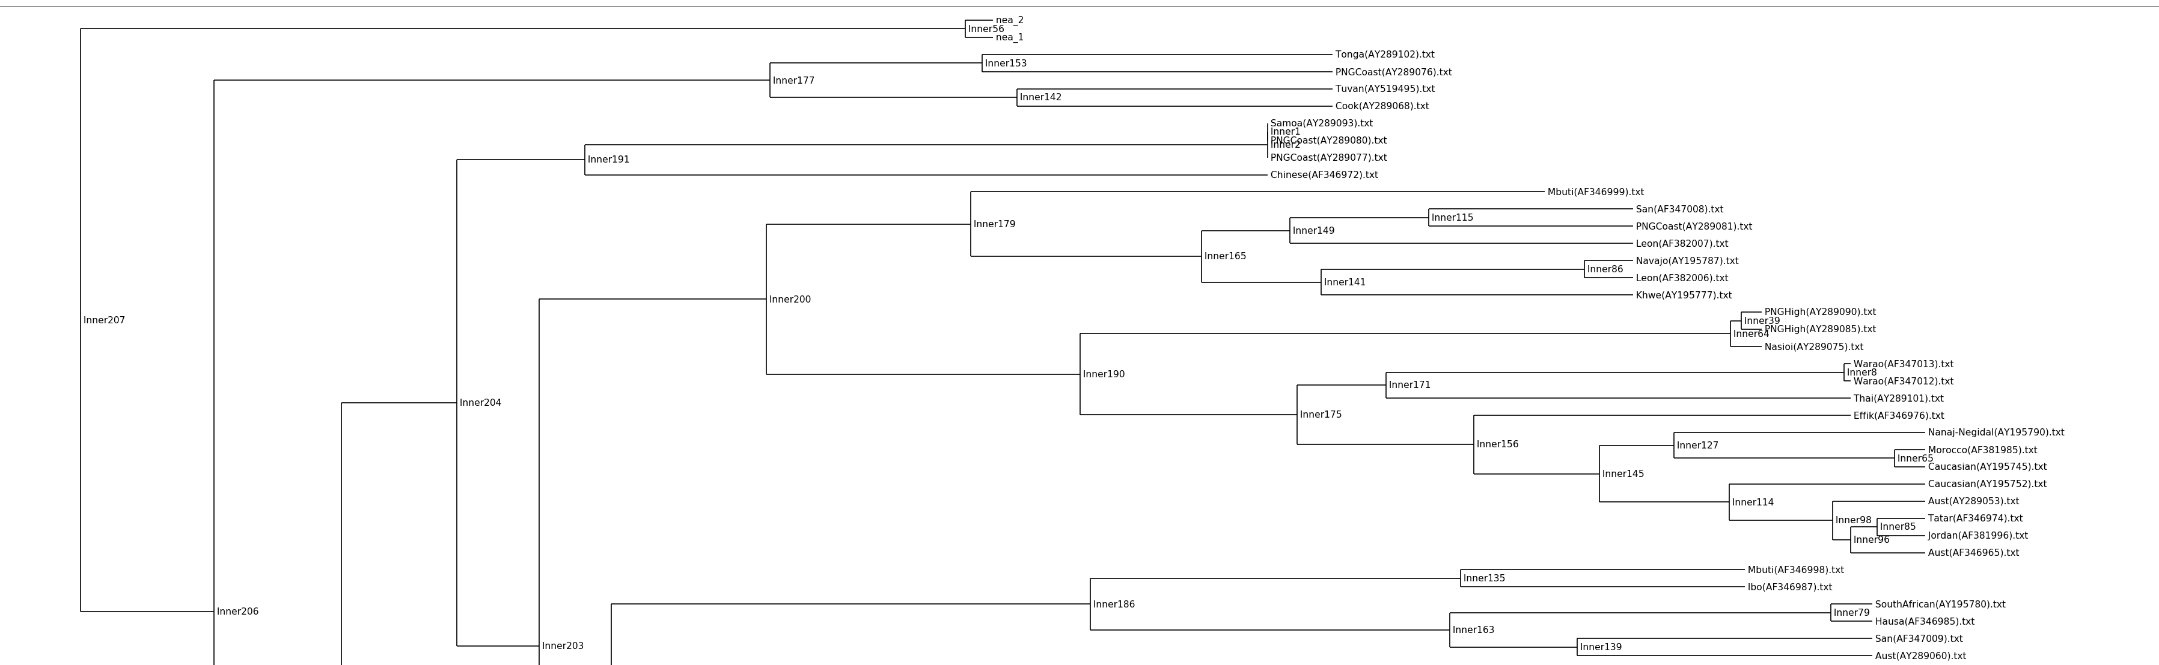 nea_2
Inner56
nea_1
Tonga(AY289102).txt
Inner153
PNGCoast(AY289076).txt
Inner177
Tuvan(AY519495).txt
Inner142
Cook(AY289068).txt
Samoa(AY289093).txt
Inner1
PNGCoast(AY289080).txt
Inner2
PNGCoast(AY289077).txt
Inner191
Chinese(AF346972).txt
Mbuti(AF346999).txt
San(AF347008).txt
Inner115
Inner179
PNGCoast(AY289081).txt
Inner149
Leon(AF382007).txt
Inner165
Navajo(AY195787).txt
Inner86
Leon(AF382006).txt
Inner141
Khwe(AY195777).txt
Inner200
PNGHigh(AY289090).txt
Inner207
Inner39
PNGHigh(AY289085).txt
Inner64
Nasioi(AY289075).txt
Warao(AF347013).txt
Inner8
Inner190
Warao(AF347012).txt
Inner171
Thai(AY289101).txt
Inner204
Inner175
Effik(AF346976).txt
Nanaj-Negidal(AY195790).txt
Inner156
Inner127
Morocco(AF381985).txt
Inner65
Caucasian(AY195745).txt
Inner145
Caucasian(AY195752).txt
Inner114
Aust(AY289053).txt
Inner98
Tatar(AF346974).txt
Inner85
Jordan(AF381996).txt
Inner96
Aust(AF346965).txt
Mbuti(AF346998).txt
Inner135
Ibo(AF346987).txt
Inner186
SouthAfrican(AY195780).txt
Inner206
Inner79
Hausa(AF346985).txt
Inner163
San(AF347009).txt
Inner203
Inner139
Aust(AY289060).txt